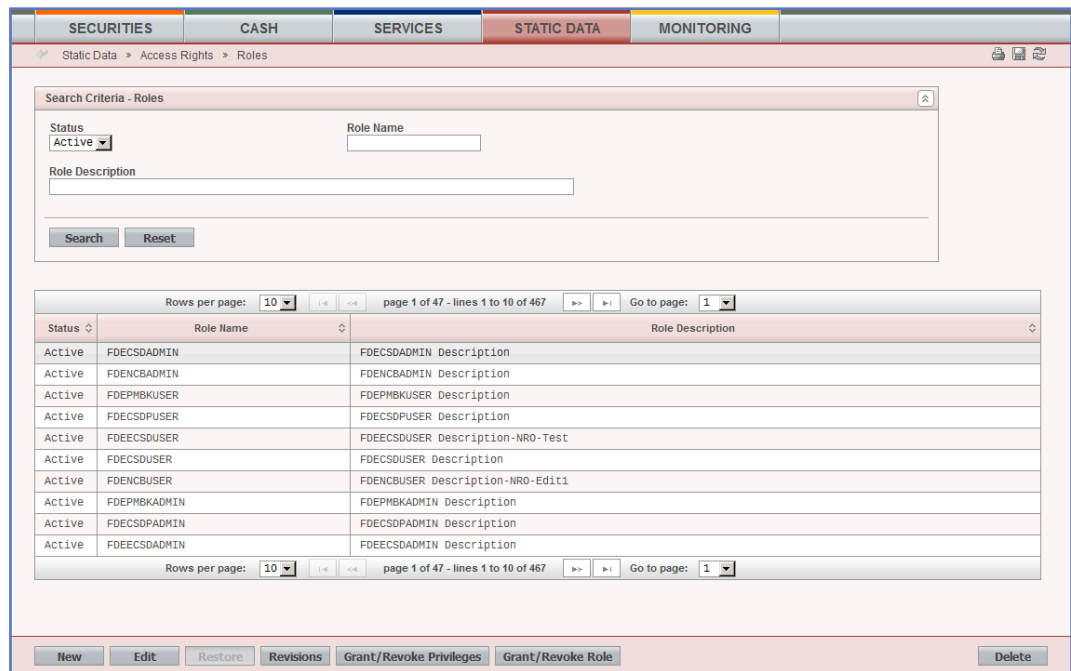 SECURITIES CASH SERVICES STATIC DATA MONITORING
Static Data » Access Rights » Roles
Search Criteria - Roles
Status Role Name
Active
Role Description
Search Reset
Rows per page: 10 page 1 of 47 - lines 1 to 10 of 467 Go to page: 1
Status Role Name Role Description
Active FDECSDADMIN FDECSDADMIN Description
Active FDENCBADMIN FDENCBADMIN Description
Active FDEPMBKUSER FDEPMBKUSER Description
Active FDECSDPUSER FDECSDPUSER Description
Active FDEECSDUSER FDEECSDUSER Description-NRO-Test
Active FDECSDUSER FDECSDUSER Description
Active FDENCBUSER FDENCBUSER Description-NRO-Edit1
Active FDEPMBKADMIN FDEPMBKADMIN Description
Active FDECSDPADMIN FDECSDPADMIN Description
Active FDEECSDADMIN FDEECSDADMIN Description
Rows per page: 10 page 1 of 47 - lines 1 to 10 of 467 Go to page: 1
New Edit Restore Revisions Grant/Revoke Privileges Grant/Revoke Role Delete